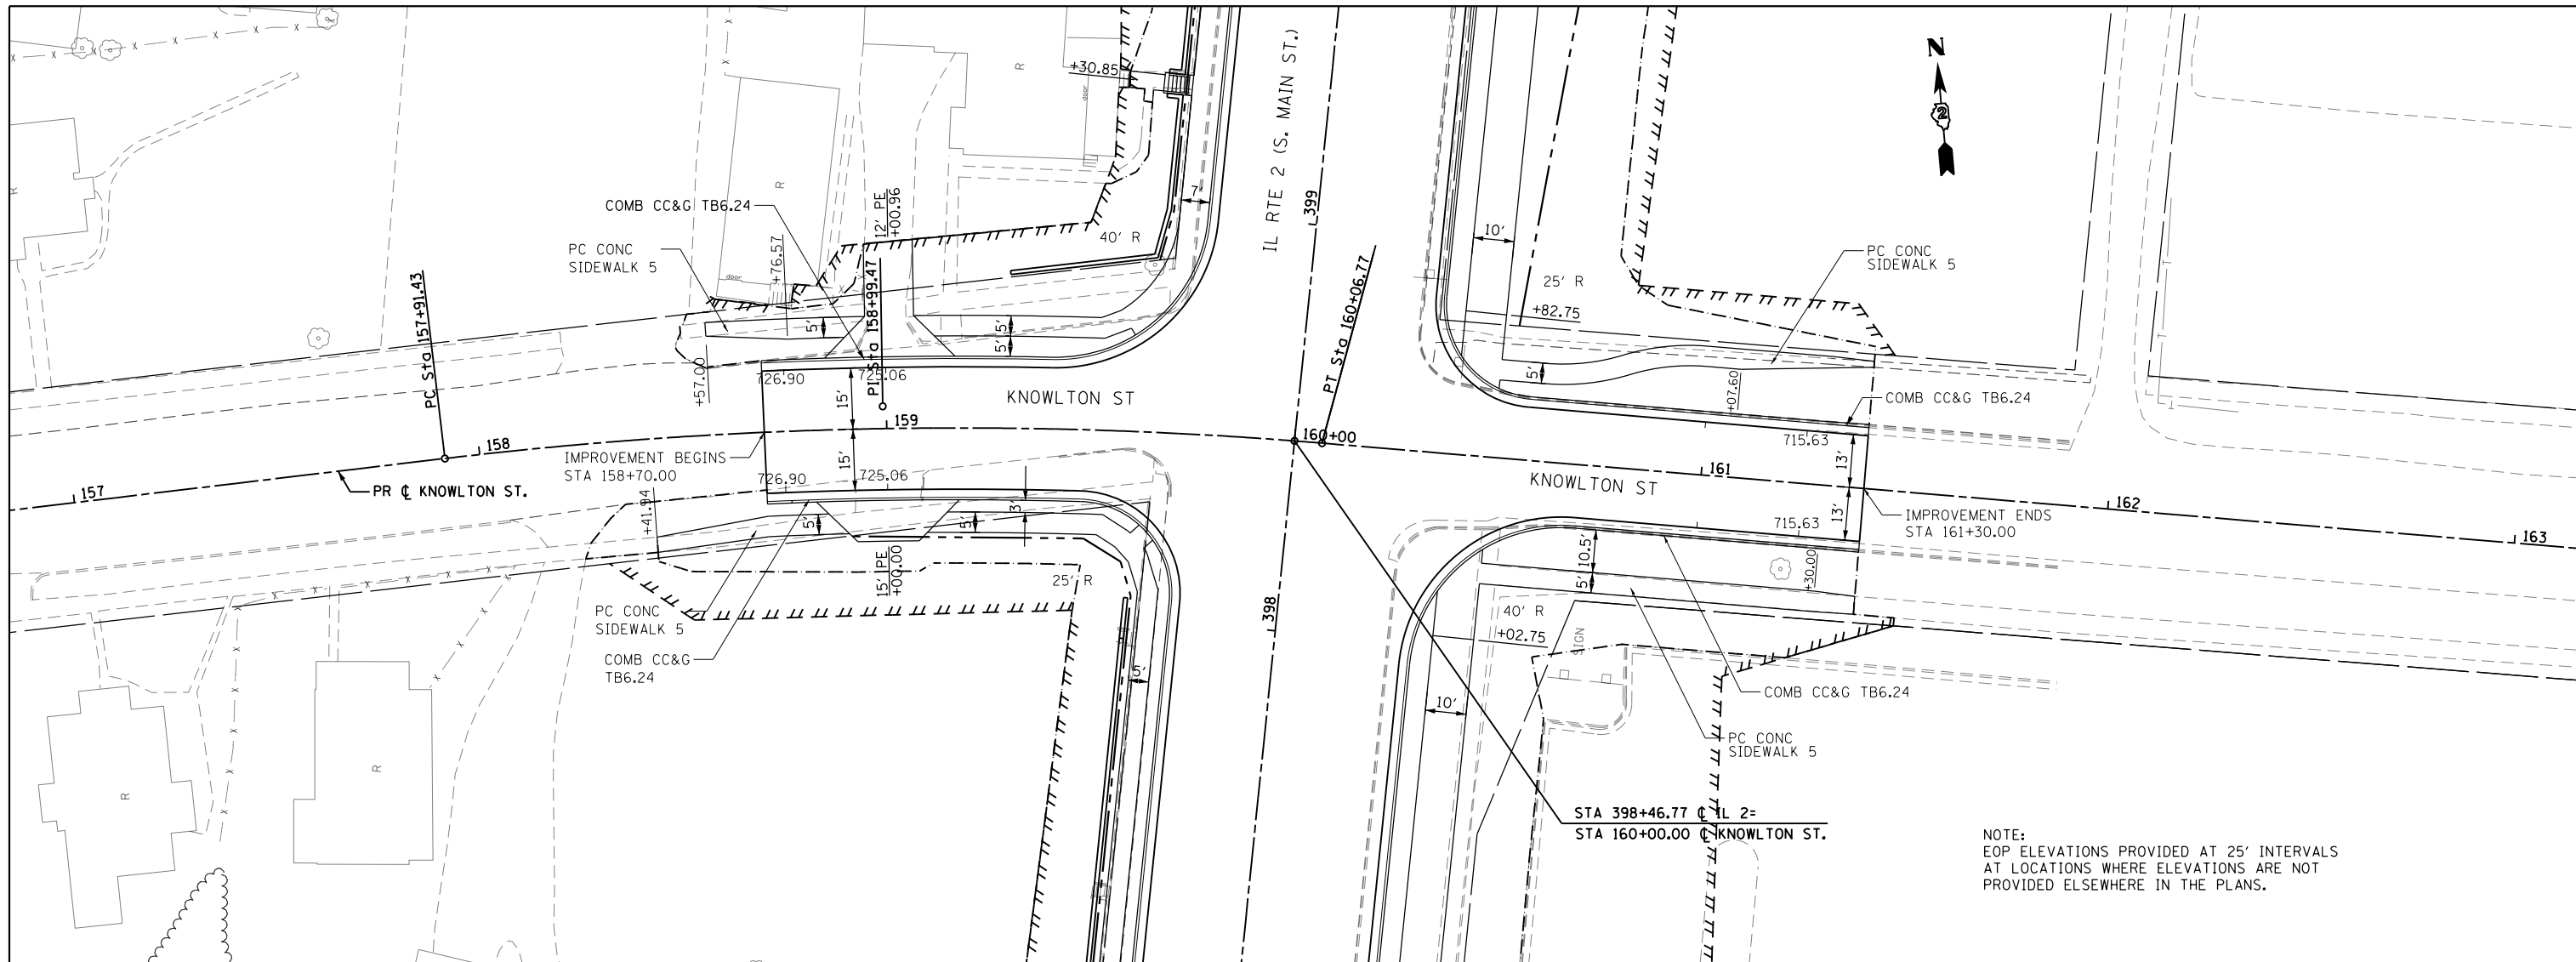 +30.85
IL RTE 2 (S. MAIN ST.)
399
N
2
R
R
R
door
door
COMB CC&G TB6.24
12' PE
+00.96
7'
40' R
10'
PC CONC
SIDEWALK 5
+76.57
PC CONC
SIDEWALK 5
25' R
+82.75
PC Sta 157+91.43
PI Sta 158+99.47
PT Sta 160+06.77
5'
5'
5'
5'
+57.00
726.90
725.06
15'
KNOWLTON ST
+07.60
COMB CC&G TB6.24
157
158
159
160+00
161
162
163
715.63
13'
IMPROVEMENT BEGINS
STA 158+70.00
15'
PR ℄ KNOWLTON ST.
726.90
725.06
KNOWLTON ST
13'
715.63
IMPROVEMENT ENDS
STA 161+30.00
+41.94
5'
5'
3'
10.5'
5'
+30.00
15' PE
+00.00
25' R
PC CONC
SIDEWALK 5
398
40' R
+02.75
SIGN
COMB CC&G
TB6.24
5'
10'
COMB CC&G TB6.24
PC CONC
SIDEWALK 5
R
R
STA 398+46.77 ℄ IL 2=
STA 160+00.00 ℄ KNOWLTON ST.
NOTE:
EOP ELEVATIONS PROVIDED AT 25' INTERVALS
AT LOCATIONS WHERE ELEVATIONS ARE NOT
PROVIDED ELSEWHERE IN THE PLANS.